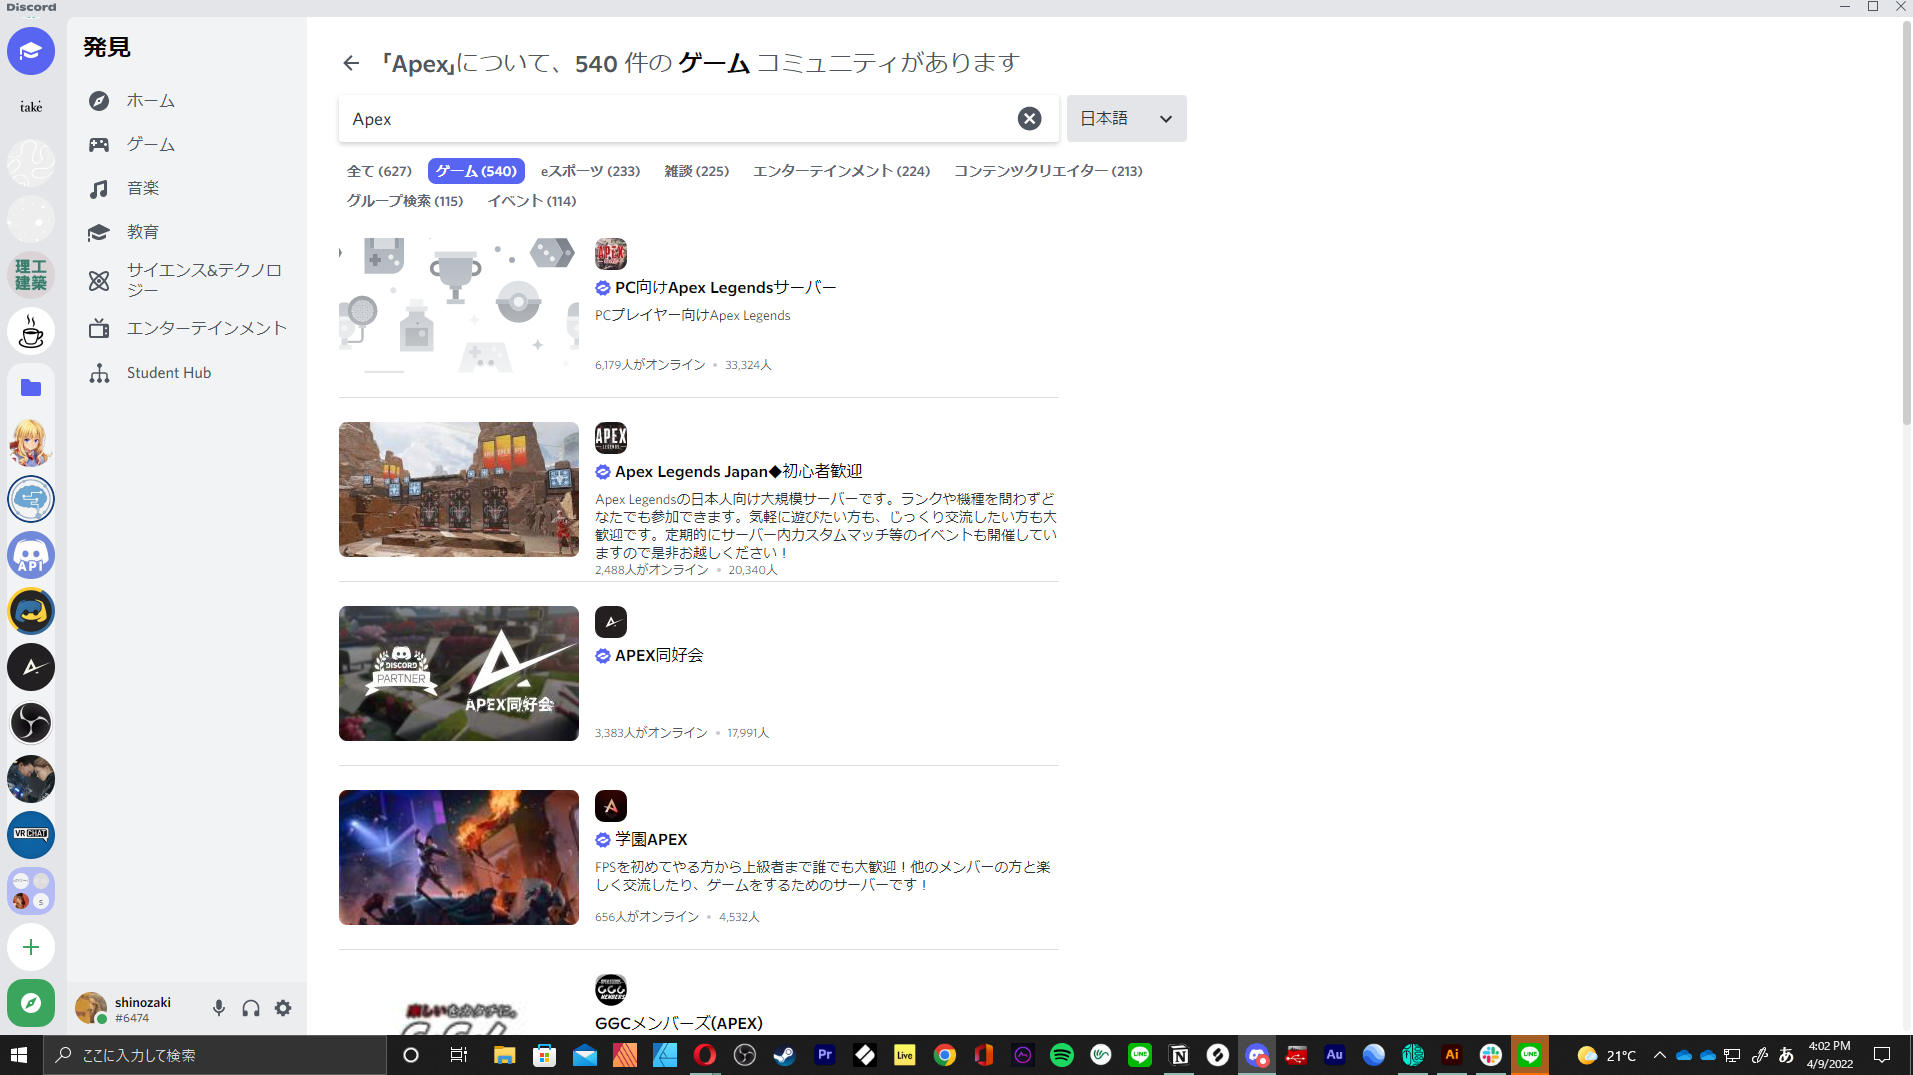 Discord
発見
ホーム
ゲーム
音楽
教育
サイエンス&テクノロ
ジー
エンターテインメント
Student Hub
take
理工
建築
API
VRCHAT
S
shinozaki
#6474
「Apex」について、540 件の ゲーム コミュニティがあります
Apex
日本語
全て (627)
ゲーム (540)
eスポーツ (233)
雑談 (225)
エンターテインメント (224)
コンテンツクリエイター (213)
グループ検索 (115)
イベント (114)
APEX
PC向けApex Legendsサーバー
PCプレイヤー向けApex Legends
6,179人がオンライン • 33,324人
APEX
LEGENDS
Apex Legends Japan◆初心者歓迎
Apex Legendsの日本人向け大規模サーバーです。ランクや機種を問わずど
なたでも参加できます。気軽に遊びたい方も、じっくり交流したい方も大
歓迎です。定期的にサーバー内カスタムマッチ等のイベントも開催してい
ますので是非お越しください！
2,488人がオンライン • 20,340人
DISCORD
PARTNER
APEX同好会
APEX同好会
3,383人がオンライン • 17,991人
学園APEX
FPSを初めてやる方から上級者まで誰でも大歓迎！他のメンバーの方と楽
しく交流したり、ゲームをするためのサーバーです！
656人がオンライン • 4,532人
楽しいをカタチに。
GGC
MEMBERS
GGCメンバーズ(APEX)
ここに入力して検索
Pr
Live
LINE
Au
Ai
LINE
21°C
あ
4:02 PM
4/9/2022